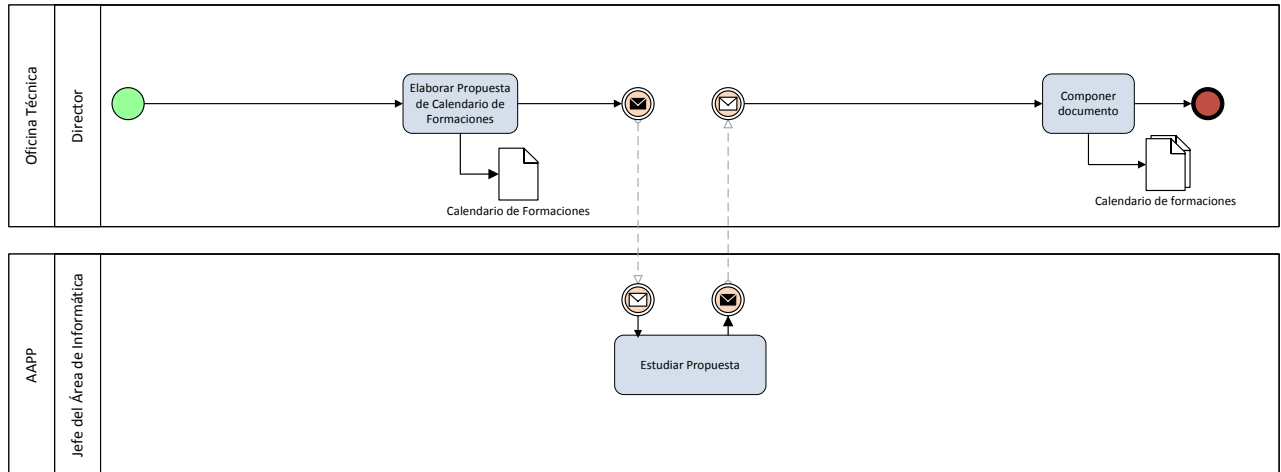 Oficina Técnica
Director
Elaborar Propuesta
de Calendario de
Formaciones
Calendario de Formaciones
Componer
documento
Calendario de formaciones
AAPP
Jefe del Área de Informática
Estudiar Propuesta